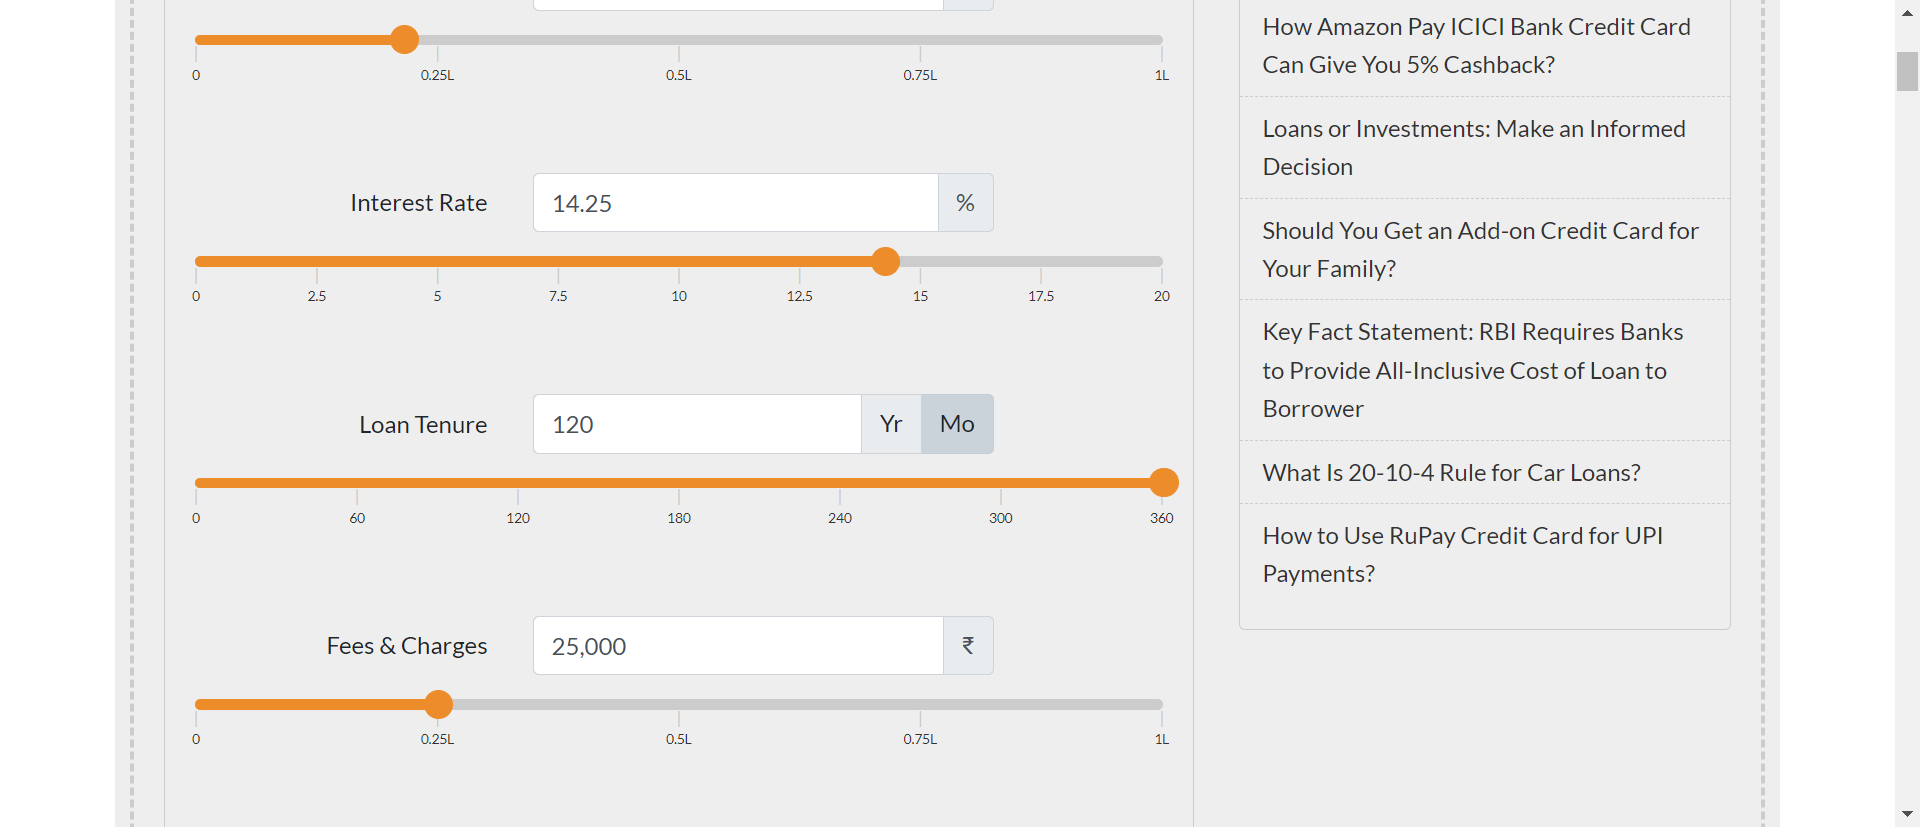 0 0.25L 0.5L 0.75L 1L
Interest Rate 14.25 %
0 2.5 5 7.5 10 12.5 15 17.5 20
Loan Tenure 120 Yr Mo
0 60 120 180 240 300 360
Fees & Charges 25,000 ₹
0 0.25L 0.5L 0.75L 1L
How Amazon Pay ICICI Bank Credit Card
Can Give You 5% Cashback?
Loans or Investments: Make an Informed
Decision
Should You Get an Add-on Credit Card for
Your Family?
Key Fact Statement: RBI Requires Banks
to Provide All-Inclusive Cost of Loan to
Borrower
What Is 20-10-4 Rule for Car Loans?
How to Use RuPay Credit Card for UPI
Payments?